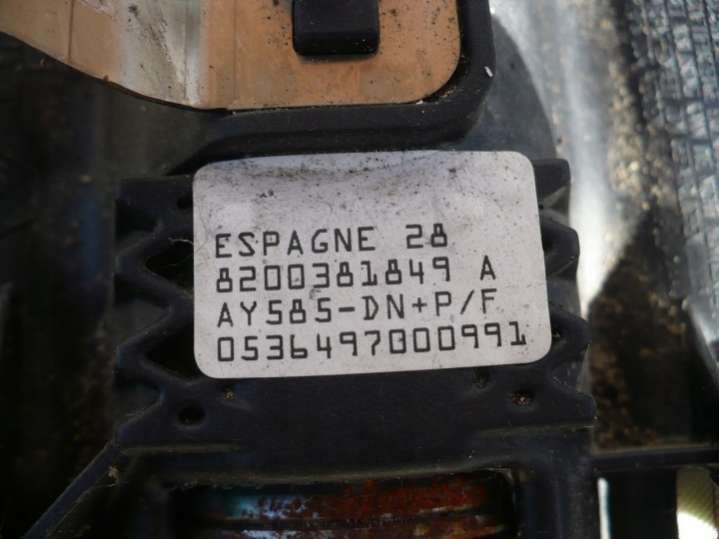 ESPAGNE 28
8200381849 A
AY585-DN+P/F
0536497000991